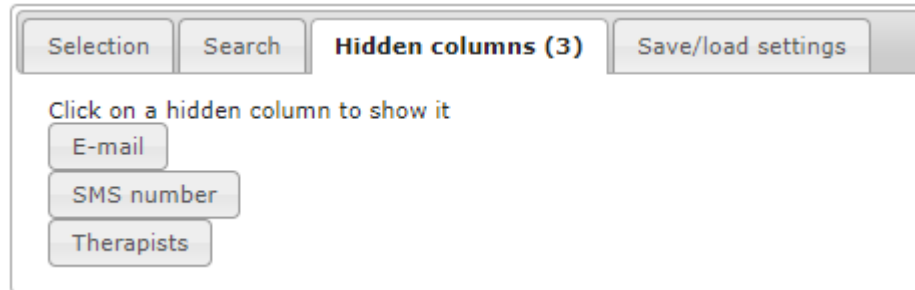 Selection Search Hidden columns (3) Save/load settings
Click on a hidden column to show it
E-mail
SMS number
Therapists